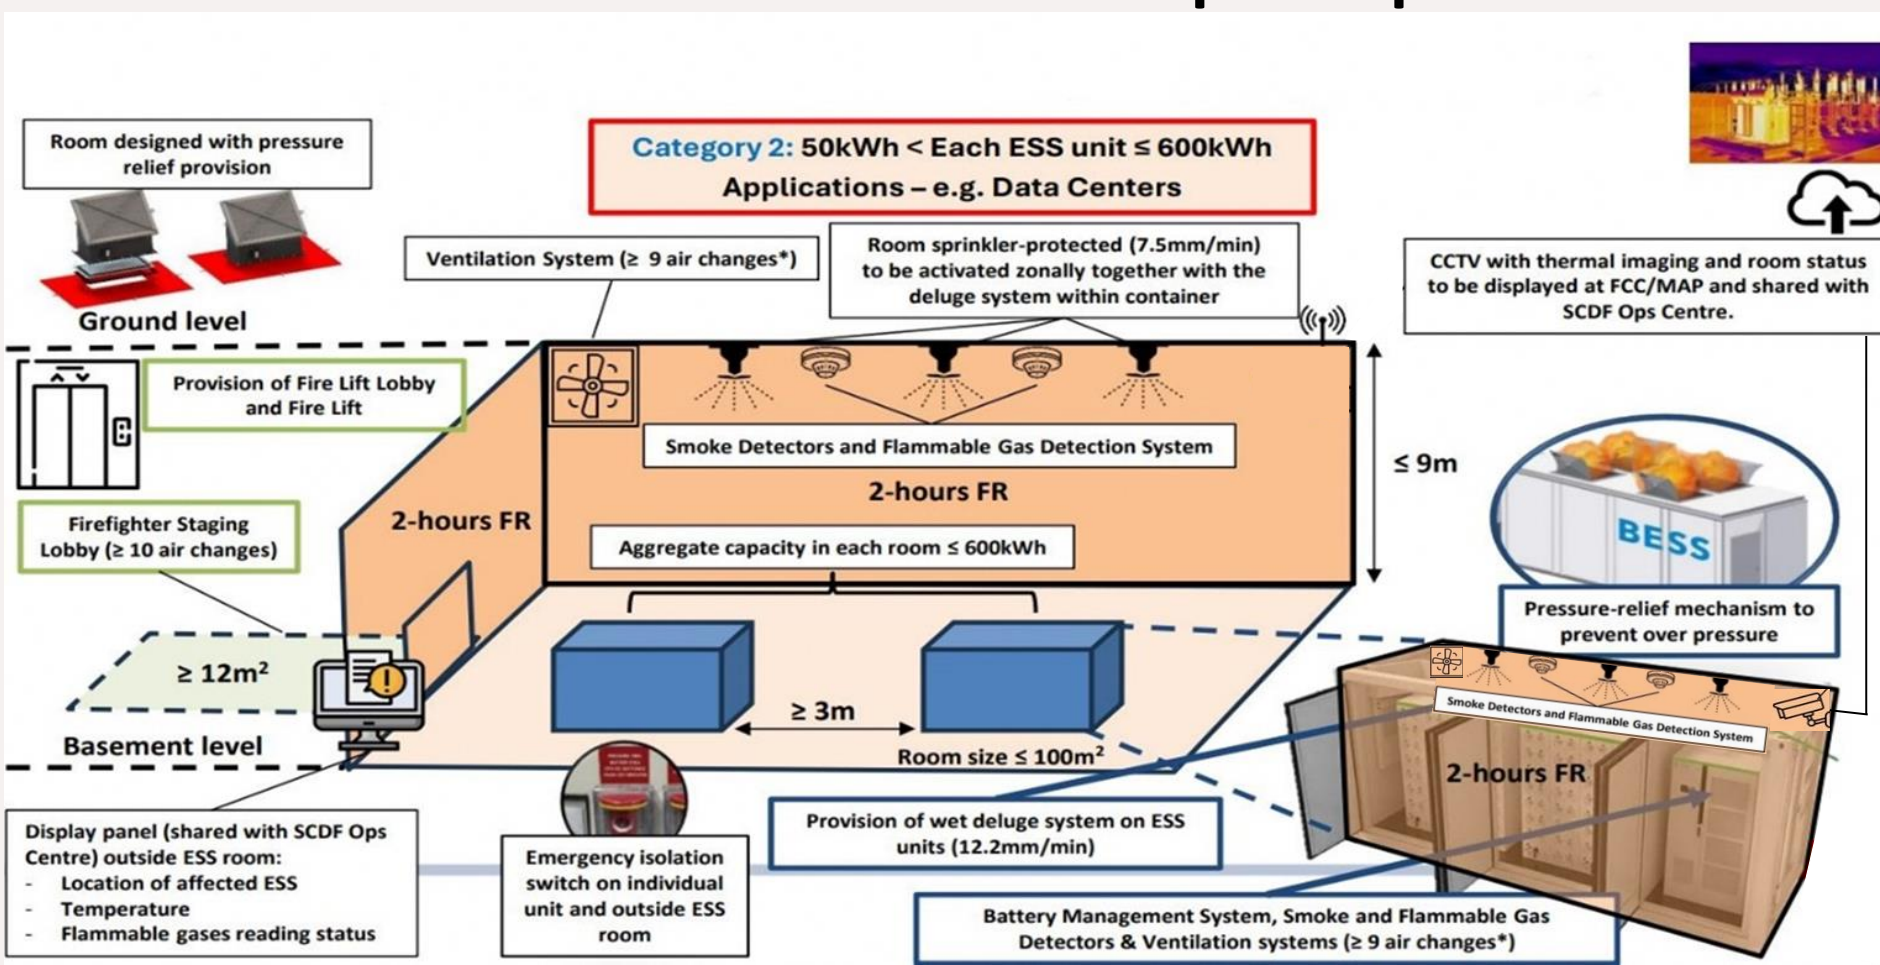 Room designed with pressure
relief provision
Category 2: 50kWh < Each ESS unit ≤ 600kWh
Applications – e.g. Data Centers
Ventilation System (≥ 9 air changes*)
Room sprinkler-protected (7.5mm/min)
to be activated zonally together with the
deluge system within container
CCTV with thermal imaging and room status
to be displayed at FCC/MAP and shared with
SCDF Ops Centre.
Ground level
Provision of Fire Lift Lobby
and Fire Lift
Smoke Detectors and Flammable Gas Detection System
≤ 9m
2-hours FR
2-hours FR
Firefighter Staging
Lobby (≥ 10 air changes)
Aggregate capacity in each room ≤ 600kWh
BESS
Pressure-relief mechanism to
prevent over pressure
≥ 12m²
≥ 3m
Basement level
Room size ≤ 100m²
Smoke Detectors and Flammable Gas Detection System
2-hours FR
Display panel (shared with SCDF Ops
Centre) outside ESS room:
- Location of affected ESS
- Temperature
- Flammable gases reading status
Emergency isolation
switch on individual
unit and outside ESS
room
Provision of wet deluge system on ESS
units (12.2mm/min)
Battery Management System, Smoke and Flammable Gas
Detectors & Ventilation systems (≥ 9 air changes*)